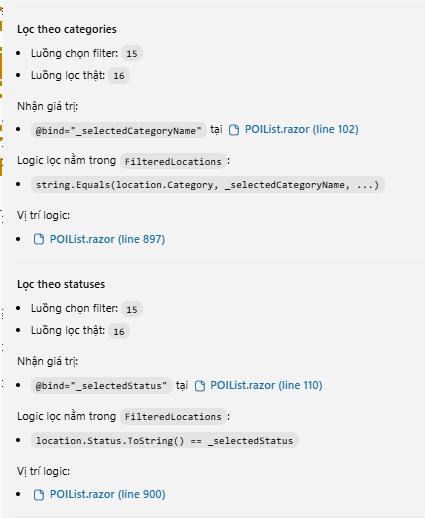 Lọc theo categories
• Luồng chọn filter: 15
• Luồng lọc thật: 16
Nhận giá trị:
• @bind="_selectedCategoryName" tại POIList.razor (line 102)
Logic lọc nằm trong FilteredLocations:
• string.Equals(location.Category, _selectedCategoryName, ...)
Vị trí logic:
• POIList.razor (line 897)
Lọc theo statuses
• Luồng chọn filter: 15
• Luồng lọc thật: 16
Nhận giá trị:
• @bind="_selectedStatus" tại POIList.razor (line 110)
Logic lọc nằm trong FilteredLocations:
• location.Status.ToString() == _selectedStatus
Vị trí logic:
• POIList.razor (line 900)